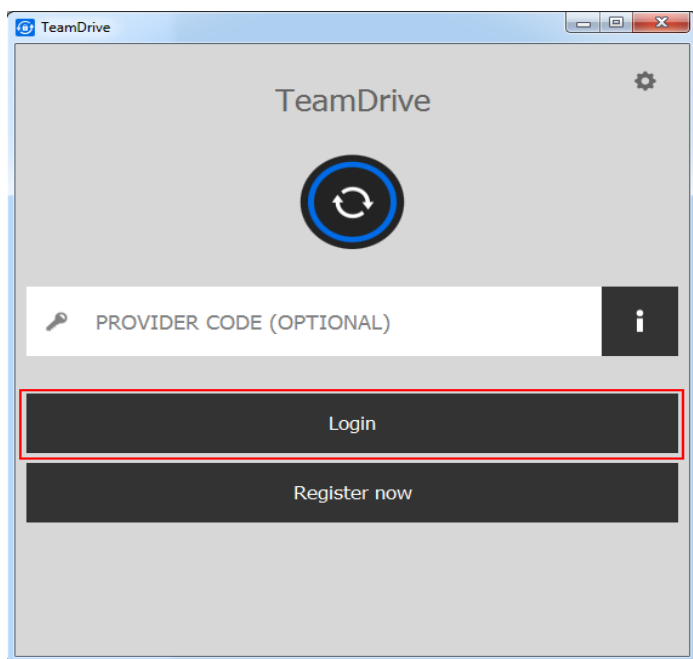 TeamDrive
TeamDrive
PROVIDER CODE (OPTIONAL)
Login
Register now